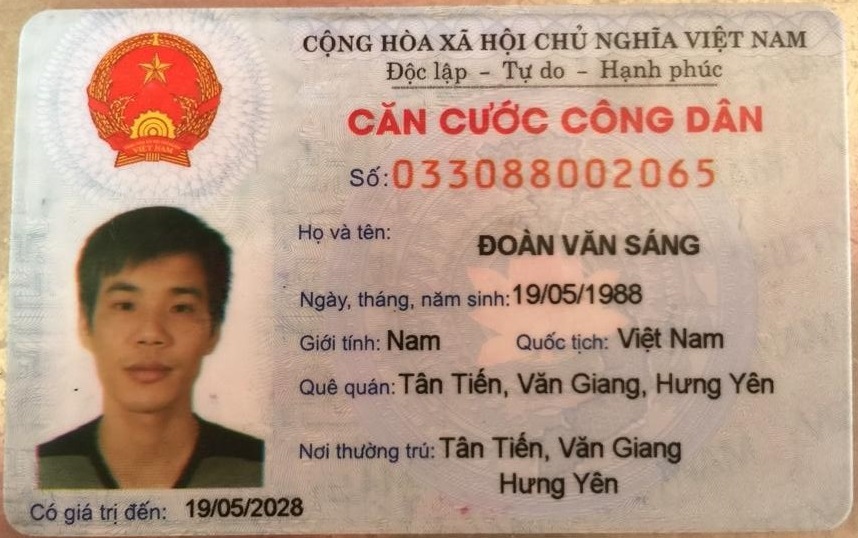 CỘNG HÒA XÃ HỘI CHỦ NGHĨA VIỆT NAM
Độc lập - Tự do - Hạnh phúc
CĂN CƯỚC CÔNG DÂN
Số: 033088002065
Họ và tên: ĐOÀN VĂN SÁNG
Ngày, tháng, năm sinh: 19/05/1988
Giới tính: Nam Quốc tịch: Việt Nam
Quê quán: Tân Tiến, Văn Giang, Hưng Yên
Nơi thường trú: Tân Tiến, Văn Giang
Hưng Yên
Có giá trị đến: 19/05/2028